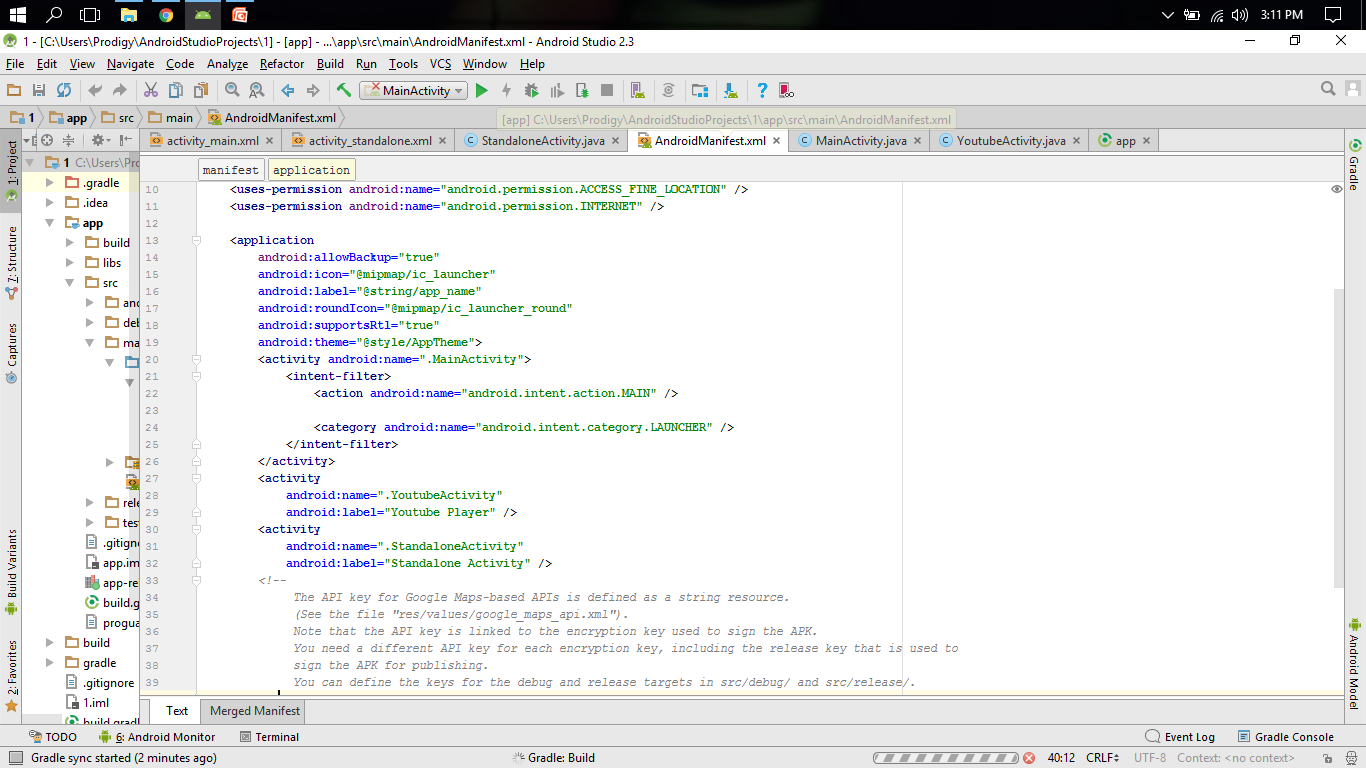 3:11 PM
1 - [C:\Users\Prodigy\AndroidStudioProjects\1] - [app] - ...\app\src\main\AndroidManifest.xml - Android Studio 2.3
File Edit View Navigate Code Analyze Refactor Build Run Tools VCS Window Help
MainActivity
1 app src main AndroidManifest.xml
[app] C:\Users\Prodigy\AndroidStudioProjects\1\app\src\main\AndroidManifest.xml
activity_main.xml activity_standalone.xml StandaloneActivity.java AndroidManifest.xml MainActivity.java YoutubeActivity.java app
1: Project
7: Structure
Captures
Build Variants
2: Favorites
1 C:\Users\Pro
.gradle
.idea
app
build
libs
src
and
deb
ma
rele
test
.gitigno
app.im
app-re
build.g
progua
build
gradle
.gitignore
1.iml
build.gradl
manifest application
10 <uses-permission android:name="android.permission.ACCESS_FINE_LOCATION" />
11 <uses-permission android:name="android.permission.INTERNET" />
12
13 <application
14 android:allowBackup="true"
15 android:icon="@mipmap/ic_launcher"
16 android:label="@string/app_name"
17 android:roundIcon="@mipmap/ic_launcher_round"
18 android:supportsRtl="true"
19 android:theme="@style/AppTheme">
20 <activity android:name=".MainActivity">
21 <intent-filter>
22 <action android:name="android.intent.action.MAIN" />
23
24 <category android:name="android.intent.category.LAUNCHER" />
25 </intent-filter>
26 </activity>
27 <activity
28 android:name=".YoutubeActivity"
29 android:label="Youtube Player" />
30 <activity
31 android:name=".StandaloneActivity"
32 android:label="Standalone Activity" />
33 <!--
34 The API key for Google Maps-based APIs is defined as a string resource.
35 (See the file "res/values/google_maps_api.xml").
36 Note that the API key is linked to the encryption key used to sign the APK.
37 You need a different API key for each encryption key, including the release key that is used to
38 sign the APK for publishing.
39 You can define the keys for the debug and release targets in src/debug/ and src/release/.
Gradle
Android Model
Text Merged Manifest
TODO 6: Android Monitor Terminal Event Log Gradle Console
Gradle sync started (2 minutes ago) Gradle: Build 40:12 CRLF UTF-8 Context: <no context>